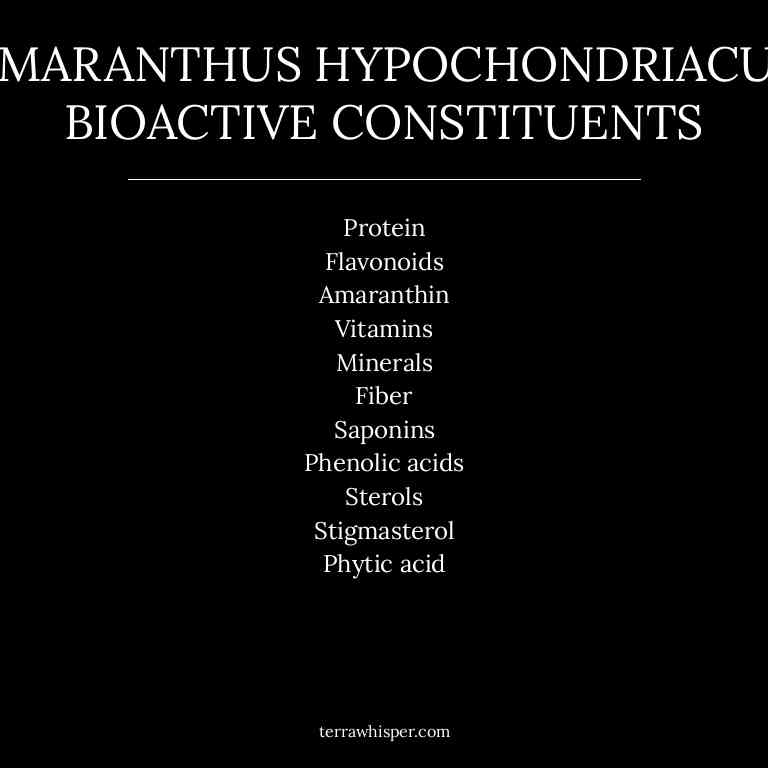 MARANTHUS HYPOCHONDRIACU
BIOACTIVE CONSTITUENTS
Protein
Flavonoids
Amaranthin
Vitamins
Minerals
Fiber
Saponins
Phenolic acids
Sterols
Stigmasterol
Phytic acid
terrawhisper.com